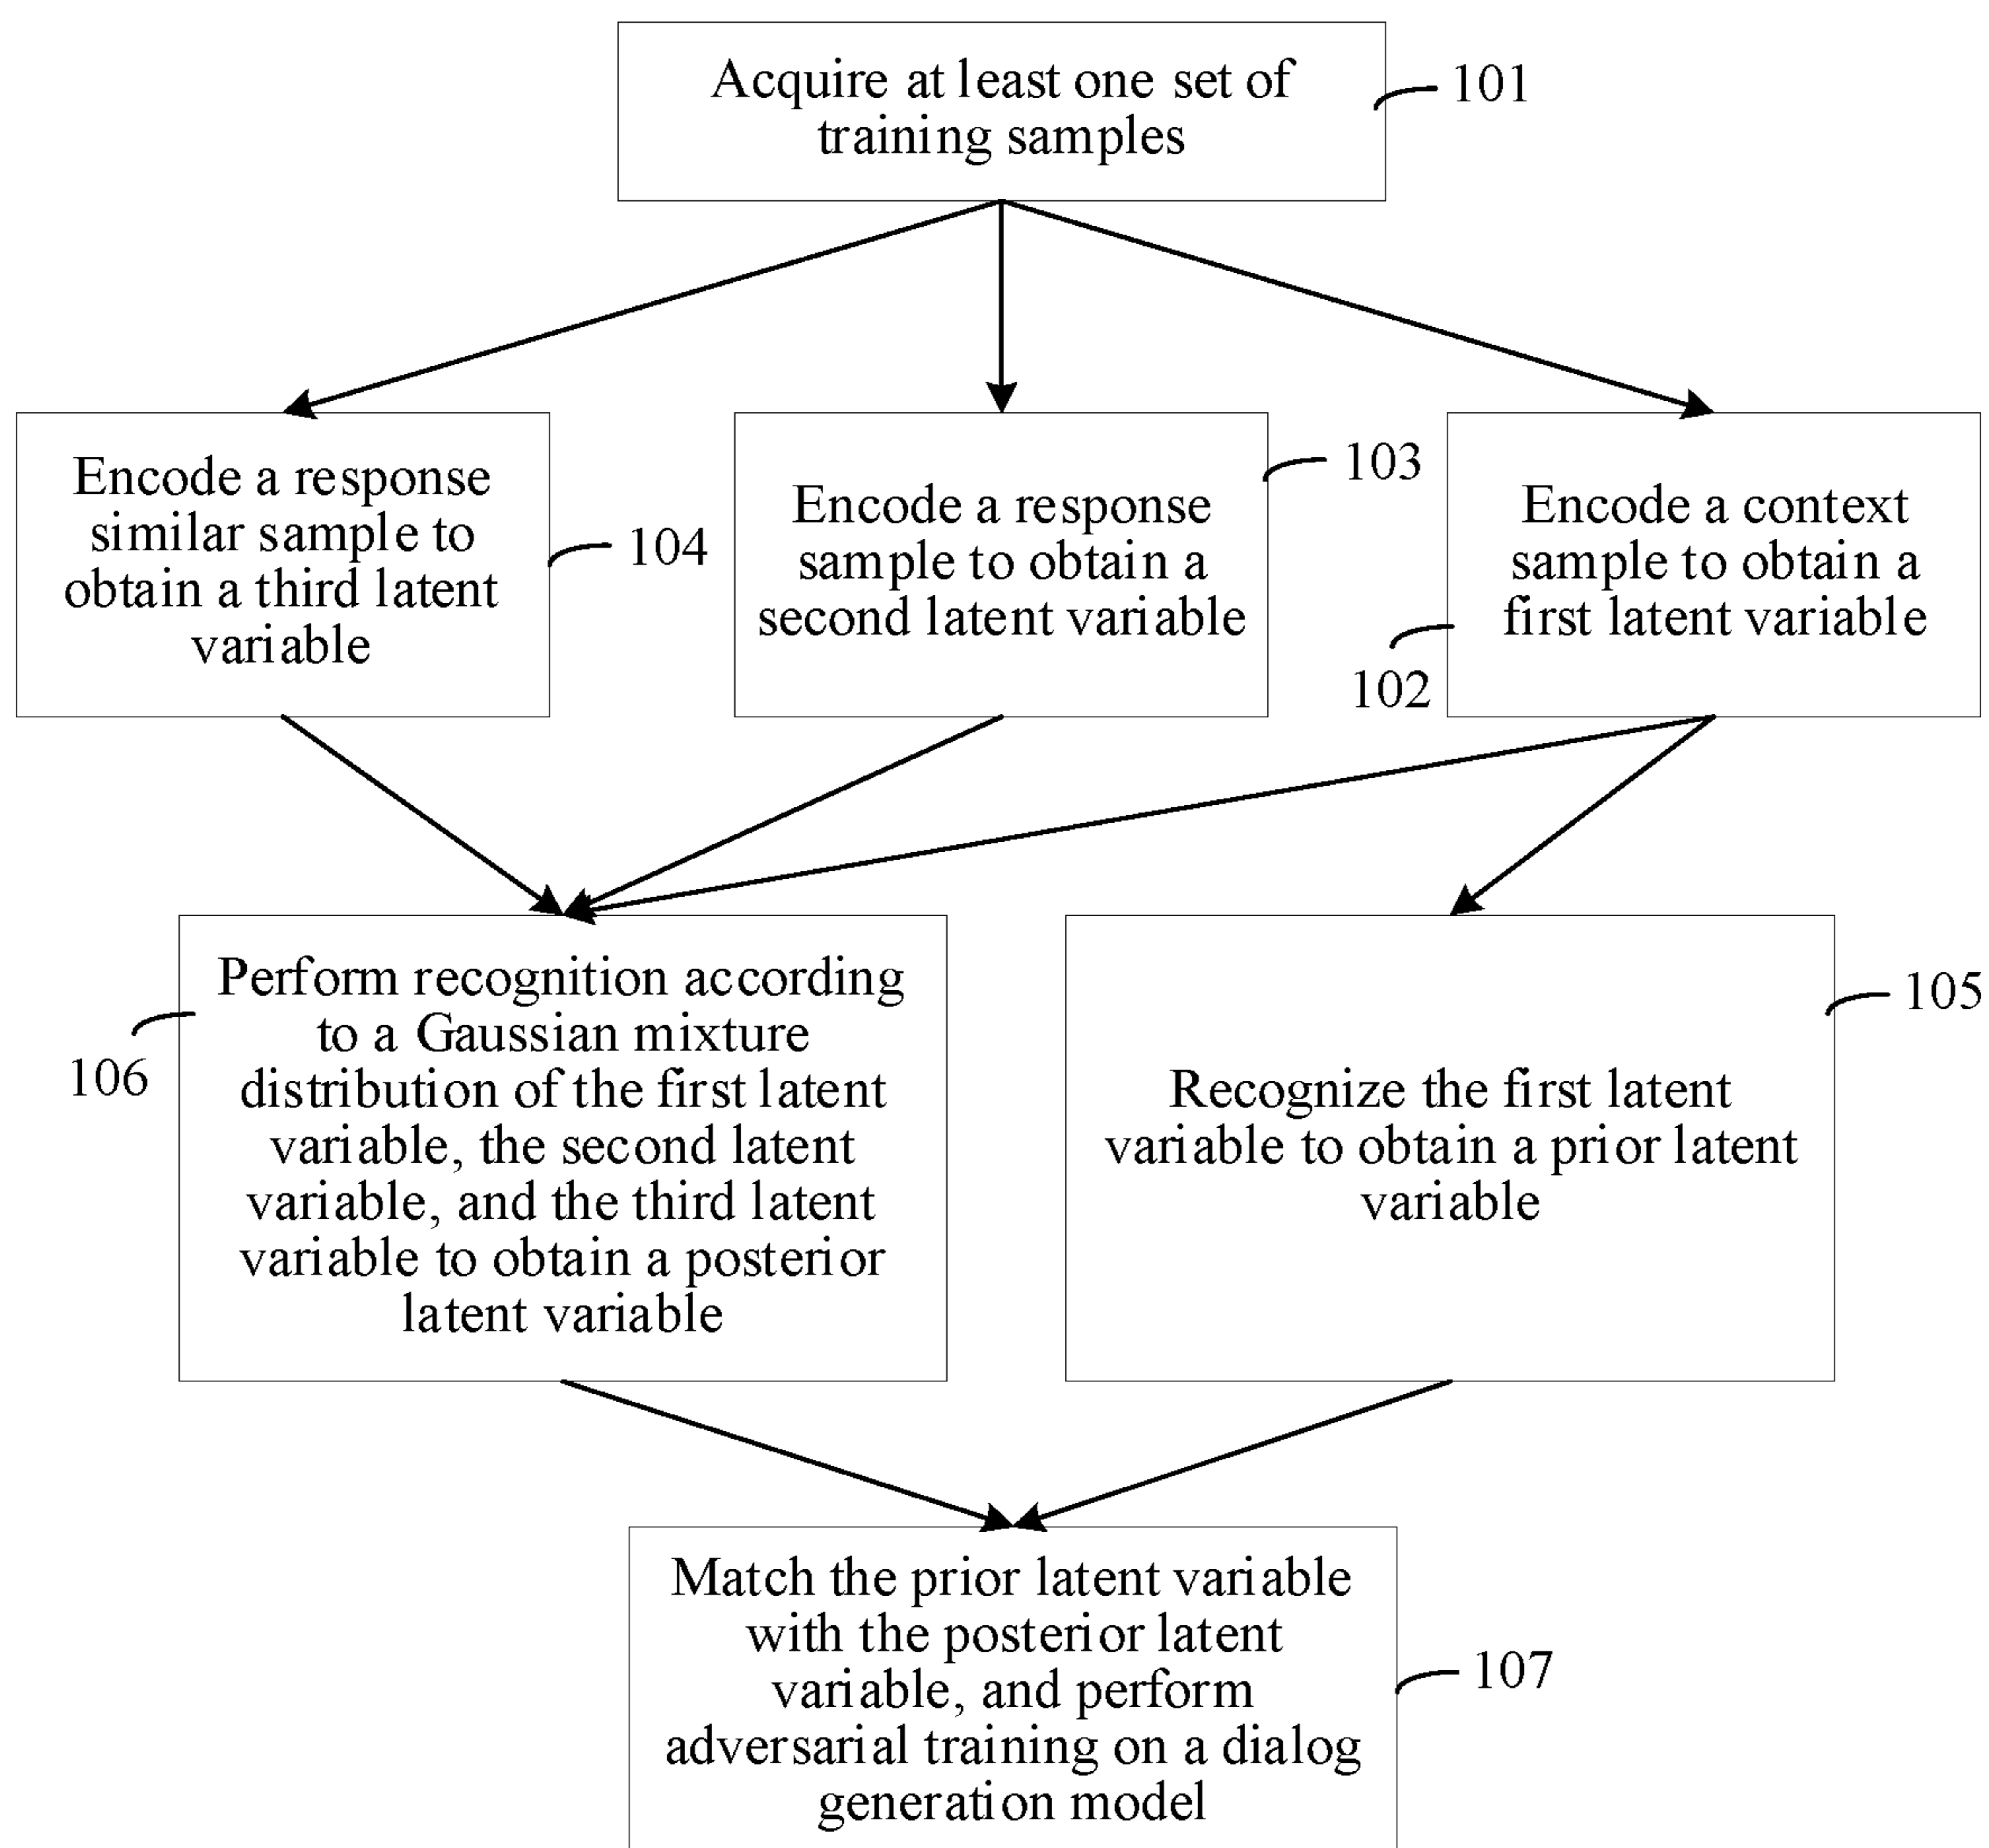 Acquire at least one set of
training samples
101
Encode a response
similar sample to
obtain a third latent
variable
104
Encode a response
sample to obtain a
second latent variable
103
Encode a context
sample to obtain a
first latent variable
102
Perform recognition according
to a Gaussian mixture
distribution of the first latent
variable, the second latent
variable, and the third latent
variable to obtain a posterior
latent variable
106
Recognize the first latent
variable to obtain a prior latent
variable
105
Match the prior latent variable
with the posterior latent
variable, and perform
adversarial training on a dialog
generation model
107